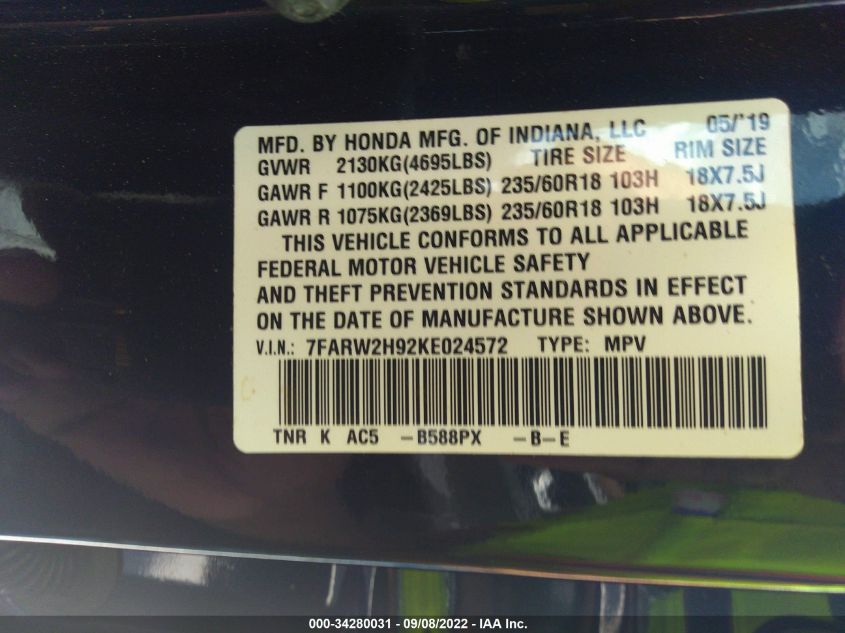 MFD. BY HONDA MFG. OF INDIANA, LLC 05/'19
GVWR 2130KG(4695LBS) TIRE SIZE RIM SIZE
GAWR F 1100KG(2425LBS) 235/60R18 103H 18X7.5J
GAWR R 1075KG(2369LBS) 235/60R18 103H 18X7.5J
THIS VEHICLE CONFORMS TO ALL APPLICABLE
FEDERAL MOTOR VEHICLE SAFETY
AND THEFT PREVENTION STANDARDS IN EFFECT
ON THE DATE OF MANUFACTURE SHOWN ABOVE.
V.I.N.: 7FARW2H92KE024572 TYPE: MPV
TNR K AC5 -B588PX -B-E
000-34280031 - 09/08/2022 - IAA Inc.